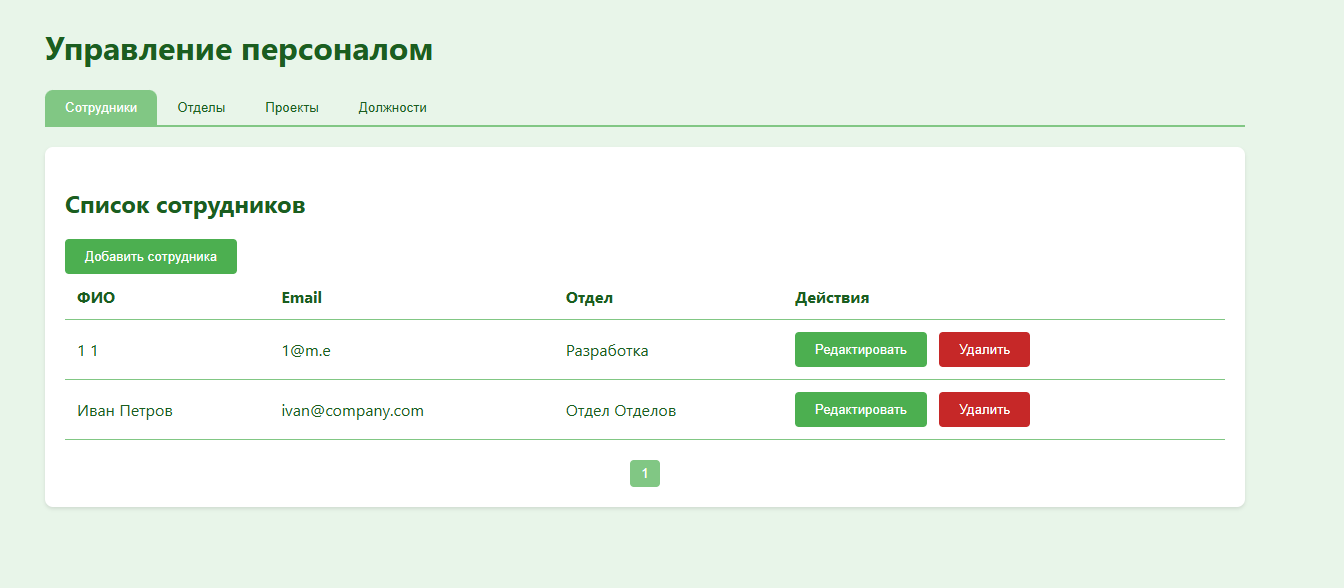 Управление персоналом
Сотрудники Отделы Проекты Должности
Список сотрудников
Добавить сотрудника
ФИО Email Отдел Действия
1 1 1@m.e Разработка Редактировать Удалить
Иван Петров ivan@company.com Отдел Отделов Редактировать Удалить
1